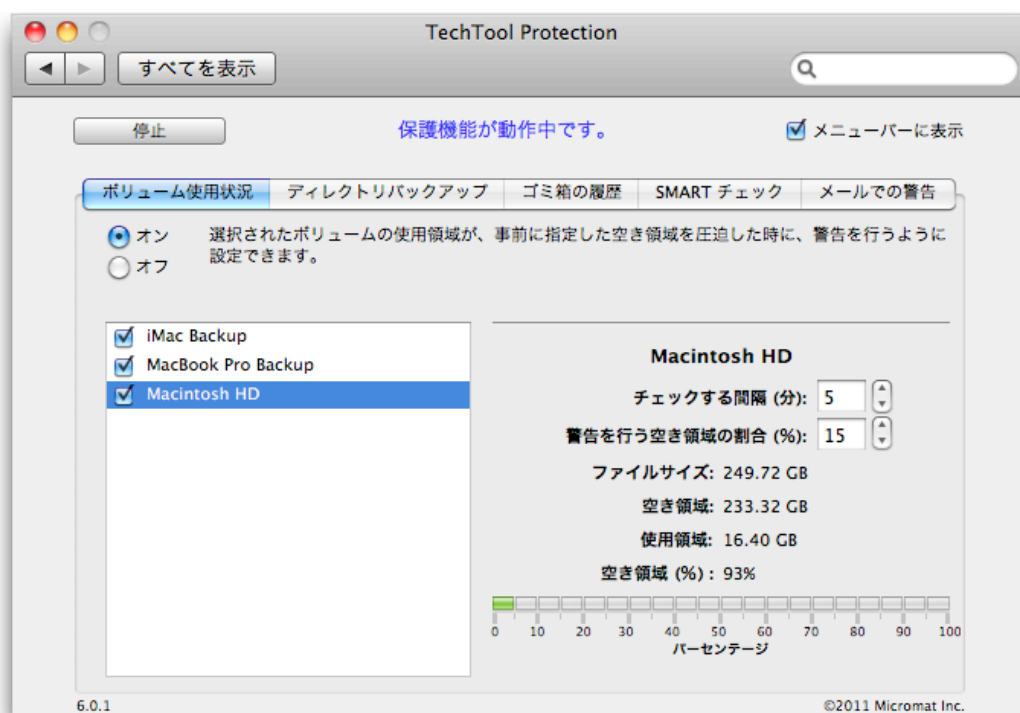 TechTool Protection
すべてを表示
停止
保護機能が動作中です。
メニューバーに表示
ボリューム使用状況
ディレクトリバックアップ
ゴミ箱の履歴
SMART チェック
メールでの警告
オン
オフ
選択されたボリュームの使用領域が、事前に指定した空き領域を圧迫した時に、警告を行うように
設定できます。
iMac Backup
MacBook Pro Backup
Macintosh HD
Macintosh HD
チェックする間隔 (分): 5
警告を行う空き領域の割合 (%): 15
ファイルサイズ: 249.72 GB
空き領域: 233.32 GB
使用領域: 16.40 GB
空き領域 (%) : 93%
0 10 20 30 40 50 60 70 80 90 100
パーセンテージ
6.0.1
©2011 Micromat Inc.